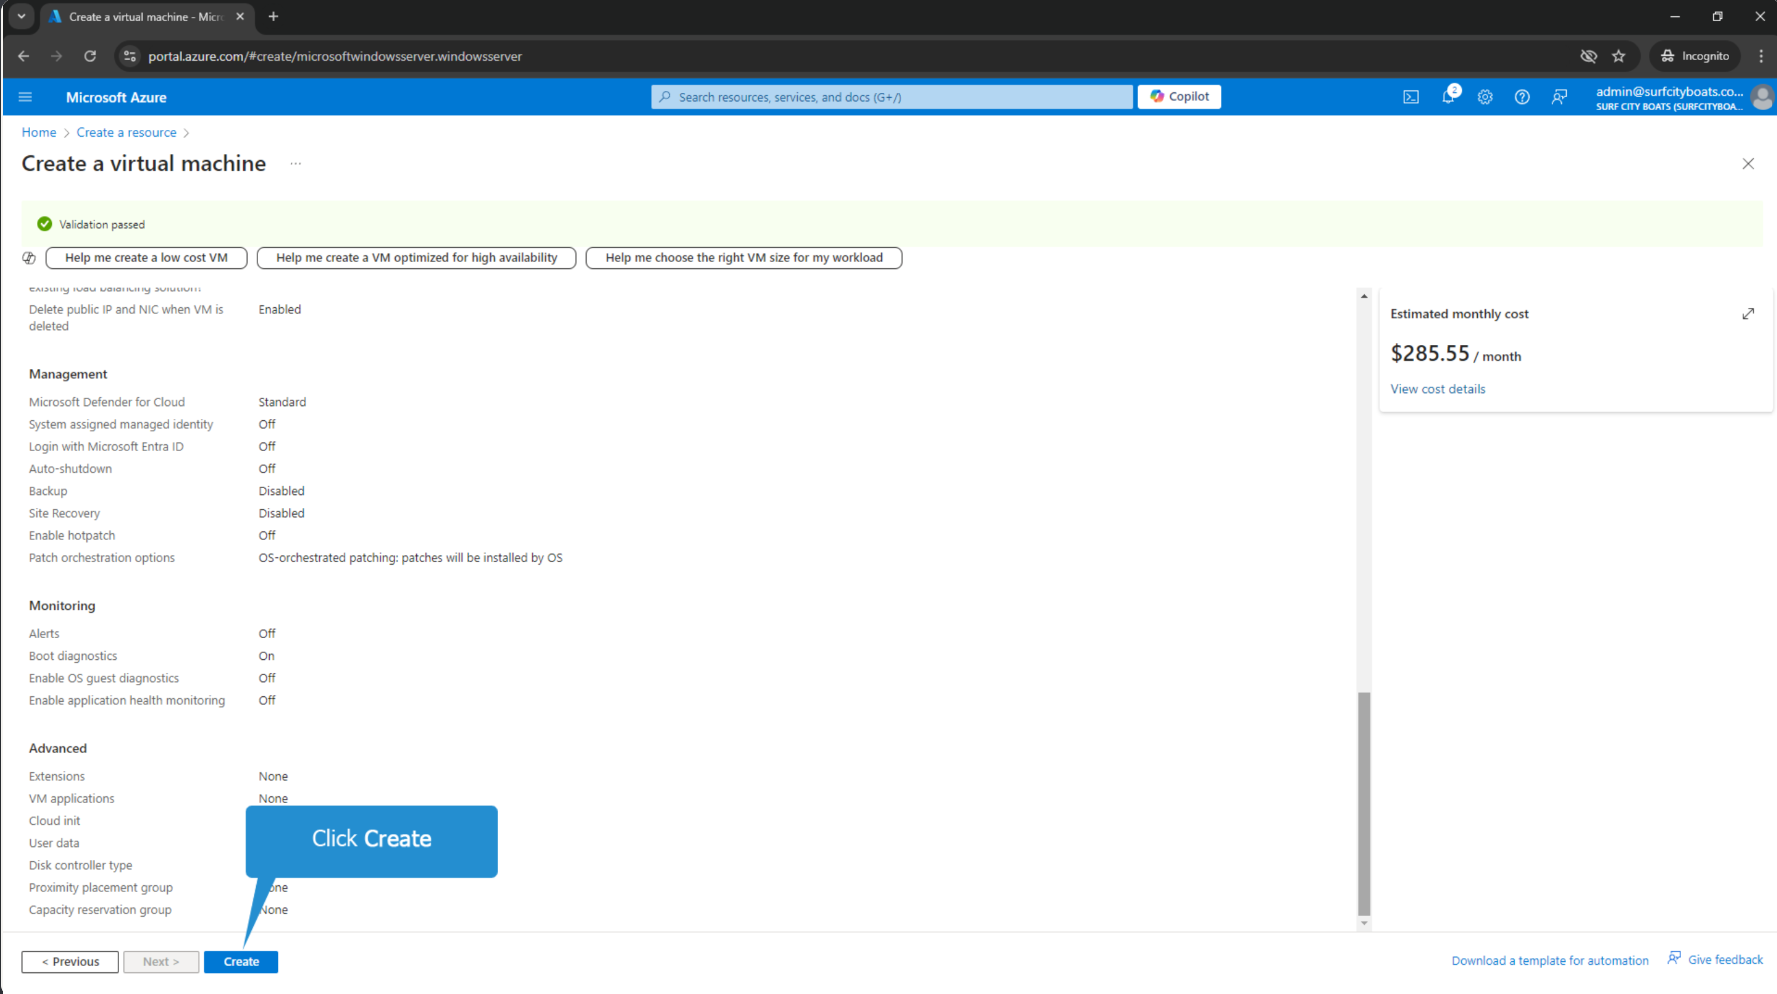 Create a virtual machine - Micr
portal.azure.com/#create/microsoftwindowsserver.windowsserver
Incognito
Microsoft Azure
Search resources, services, and docs (G+/)
Copilot
2
admin@surfcityboats.co...
SURF CITY BOATS (SURFCITYBOA...
Home > Create a resource >
Create a virtual machine ...
Validation passed
Help me create a low cost VM
Help me create a VM optimized for high availability
Help me choose the right VM size for my workload
existing load balancing solution?
Delete public IP and NIC when VM is deleted Enabled
Estimated monthly cost
$285.55 / month
View cost details
Management
Microsoft Defender for Cloud Standard
System assigned managed identity Off
Login with Microsoft Entra ID Off
Auto-shutdown Off
Backup Disabled
Site Recovery Disabled
Enable hotpatch Off
Patch orchestration options OS-orchestrated patching: patches will be installed by OS
Monitoring
Alerts Off
Boot diagnostics On
Enable OS guest diagnostics Off
Enable application health monitoring Off
Advanced
Extensions None
VM applications None
Cloud init
User data
Disk controller type
Click Create
Proximity placement group
Capacity reservation group None
< Previous
Next >
Create
Download a template for automation
Give feedback